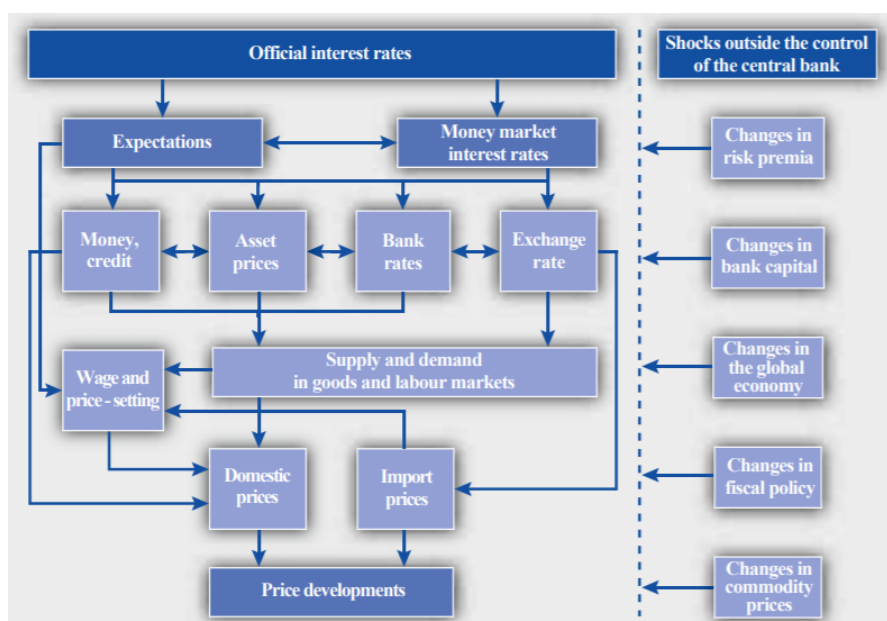 Official interest rates
Shocks outside the control
of the central bank
Expectations
Money market
interest rates
Changes in
risk premia
Money,
credit
Asset
prices
Bank
rates
Exchange
rate
Changes in
bank capital
Wage and
price - setting
Supply and demand
in goods and labour markets
Changes in
the global
economy
Domestic
prices
Import
prices
Changes in
fiscal policy
Price developments
Changes in
commodity
prices